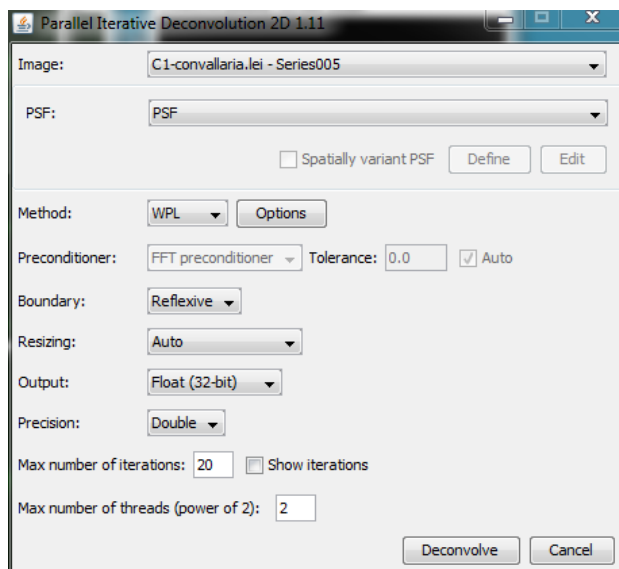 Parallel Iterative Deconvolution 2D 1.11
Image: C1-convallaria.lei - Series005
PSF: PSF
Spatially variant PSF Define Edit
Method: WPL Options
Preconditioner: FFT preconditioner Tolerance: 0.0 Auto
Boundary: Reflexive
Resizing: Auto
Output: Float (32-bit)
Precision: Double
Max number of iterations: 20 Show iterations
Max number of threads (power of 2): 2
Deconvolve Cancel